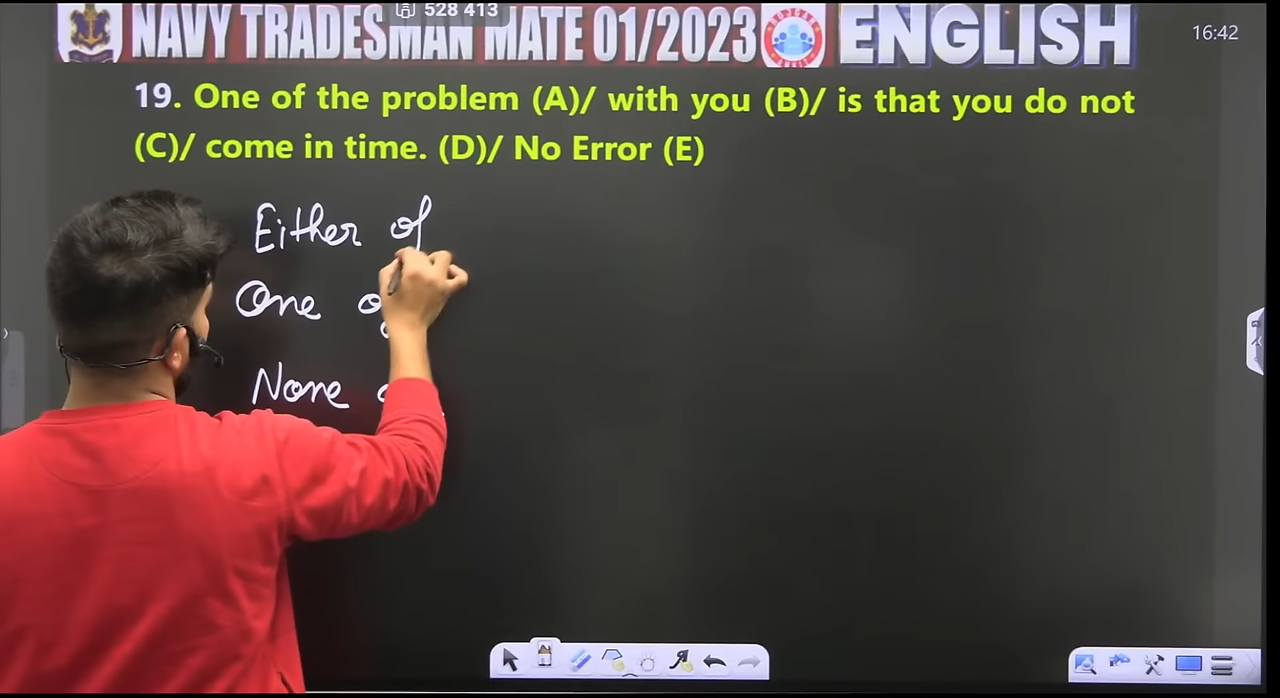 528 413
NAVY TRADESMAN MATE 01/2023 ENGLISH
16:42
19. One of the problem (A)/ with you (B)/ is that you do not
(C)/ come in time. (D)/ No Error (E)
Either of
One
None